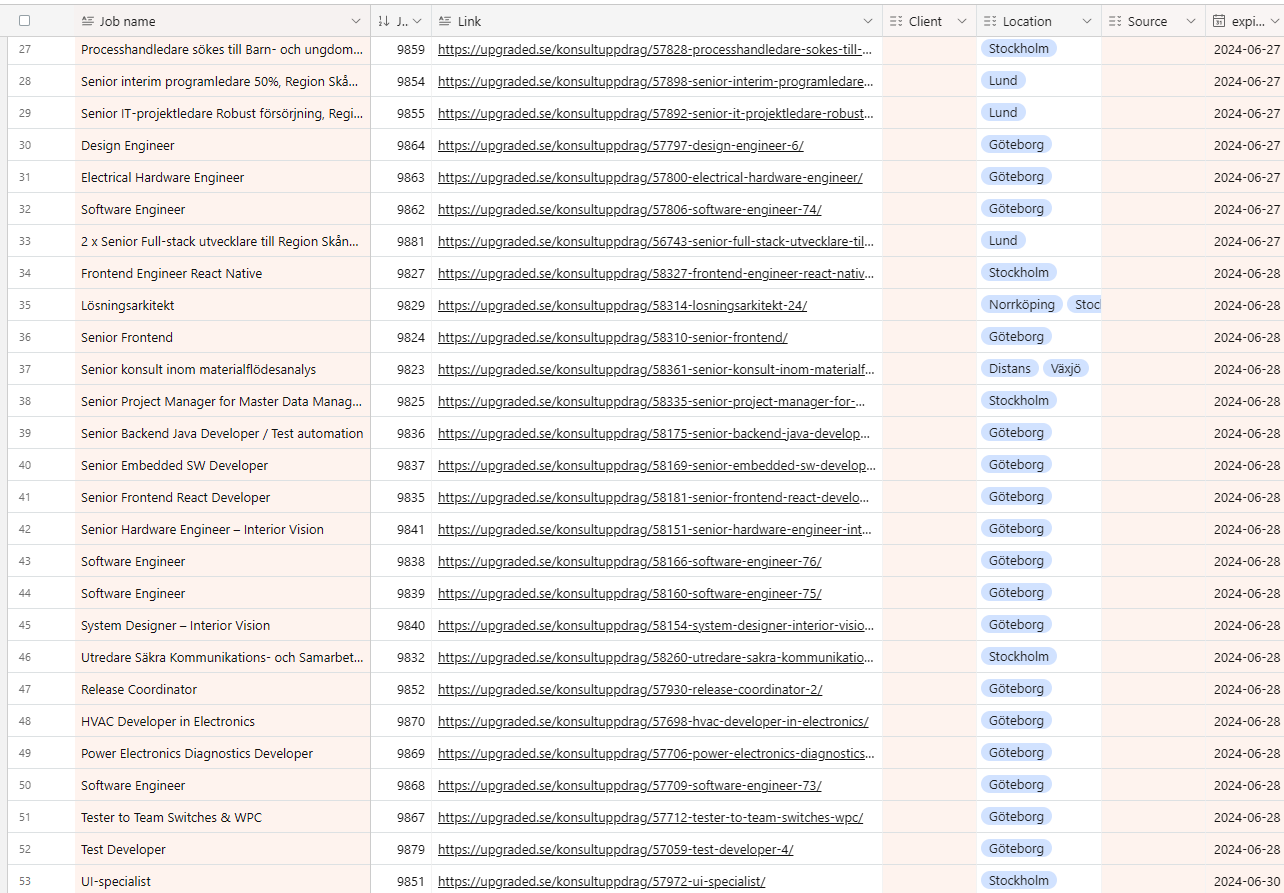 Job name J.. Link Client Location Source expi...
27 Processhandledare sökes till Barn- och ungdom... 9859 https://upgraded.se/konsultuppdrag/57828-processhandledare-sokes-till-... Stockholm 2024-06-27
28 Senior interim programledare 50%, Region Skå... 9854 https://upgraded.se/konsultuppdrag/57898-senior-interim-programledare... Lund 2024-06-27
29 Senior IT-projektledare Robust försörjning, Regi... 9855 https://upgraded.se/konsultuppdrag/57892-senior-it-projektledare-robust... Lund 2024-06-27
30 Design Engineer 9864 https://upgraded.se/konsultuppdrag/57797-design-engineer-6/ Göteborg 2024-06-27
31 Electrical Hardware Engineer 9863 https://upgraded.se/konsultuppdrag/57800-electrical-hardware-engineer/ Göteborg 2024-06-27
32 Software Engineer 9862 https://upgraded.se/konsultuppdrag/57806-software-engineer-74/ Göteborg 2024-06-27
33 2 x Senior Full-stack utvecklare till Region Skån... 9881 https://upgraded.se/konsultuppdrag/56743-senior-full-stack-utvecklare-til... Lund 2024-06-27
34 Frontend Engineer React Native 9827 https://upgraded.se/konsultuppdrag/58327-frontend-engineer-react-nativ... Stockholm 2024-06-28
35 Lösningsarkitekt 9829 https://upgraded.se/konsultuppdrag/58314-losningsarkitekt-24/ Norrköping Stoc 2024-06-28
36 Senior Frontend 9824 https://upgraded.se/konsultuppdrag/58310-senior-frontend/ Göteborg 2024-06-28
37 Senior konsult inom materialflödesanalys 9823 https://upgraded.se/konsultuppdrag/58361-senior-konsult-inom-materialf... Distans Växjö 2024-06-28
38 Senior Project Manager for Master Data Manag... 9825 https://upgraded.se/konsultuppdrag/58335-senior-project-manager-for-... Stockholm 2024-06-28
39 Senior Backend Java Developer / Test automation 9836 https://upgraded.se/konsultuppdrag/58175-senior-backend-java-develop... Göteborg 2024-06-28
40 Senior Embedded SW Developer 9837 https://upgraded.se/konsultuppdrag/58169-senior-embedded-sw-develop... Göteborg 2024-06-28
41 Senior Frontend React Developer 9835 https://upgraded.se/konsultuppdrag/58181-senior-frontend-react-develo... Göteborg 2024-06-28
42 Senior Hardware Engineer – Interior Vision 9841 https://upgraded.se/konsultuppdrag/58151-senior-hardware-engineer-int... Göteborg 2024-06-28
43 Software Engineer 9838 https://upgraded.se/konsultuppdrag/58166-software-engineer-76/ Göteborg 2024-06-28
44 Software Engineer 9839 https://upgraded.se/konsultuppdrag/58160-software-engineer-75/ Göteborg 2024-06-28
45 System Designer – Interior Vision 9840 https://upgraded.se/konsultuppdrag/58154-system-designer-interior-visio... Göteborg 2024-06-28
46 Utredare Säkra Kommunikations- och Samarbet... 9832 https://upgraded.se/konsultuppdrag/58260-utredare-sakra-kommunikatio... Stockholm 2024-06-28
47 Release Coordinator 9852 https://upgraded.se/konsultuppdrag/57930-release-coordinator-2/ Göteborg 2024-06-28
48 HVAC Developer in Electronics 9870 https://upgraded.se/konsultuppdrag/57698-hvac-developer-in-electronics/ Göteborg 2024-06-28
49 Power Electronics Diagnostics Developer 9869 https://upgraded.se/konsultuppdrag/57706-power-electronics-diagnostics... Göteborg 2024-06-28
50 Software Engineer 9868 https://upgraded.se/konsultuppdrag/57709-software-engineer-73/ Göteborg 2024-06-28
51 Tester to Team Switches & WPC 9867 https://upgraded.se/konsultuppdrag/57712-tester-to-team-switches-wpc/ Göteborg 2024-06-28
52 Test Developer 9879 https://upgraded.se/konsultuppdrag/57059-test-developer-4/ Göteborg 2024-06-28
53 UI-specialist 9851 https://upgraded.se/konsultuppdrag/57972-ui-specialist/ Stockholm 2024-06-30